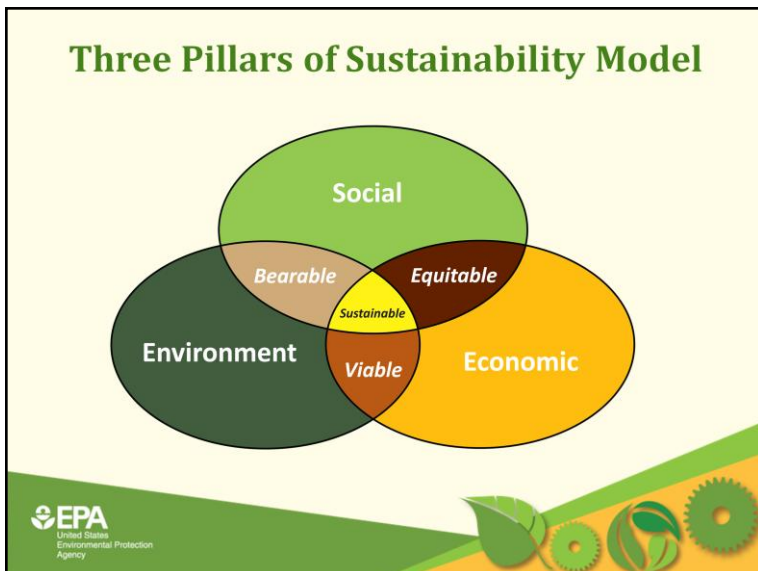 Three Pillars of Sustainability Model
Social
Bearable
Equitable
Sustainable
Environment
Viable
Economic
EPA
United States
Environmental Protection
Agency